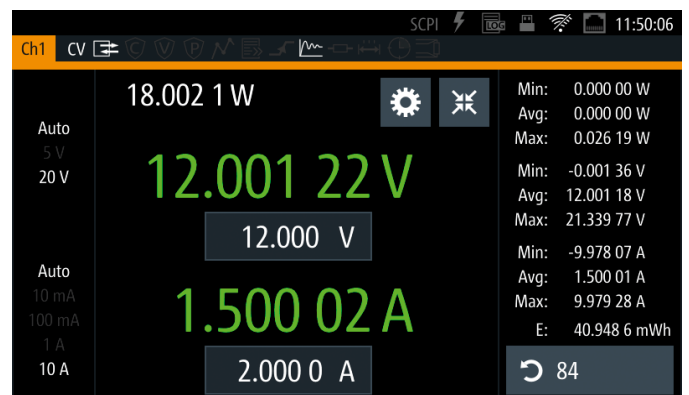 SCPI LOG 11:50:06
Ch1 CV C V P
18.002 1 W
Auto
5 V
20 V
12.001 22 V
12.000 V
Auto
10 mA
100 mA
1 A
10 A
1.500 02 A
2.000 0 A
Min: 0.000 00 W
Avg: 0.000 00 W
Max: 0.026 19 W
Min: -0.001 36 V
Avg: 12.001 18 V
Max: 21.339 77 V
Min: -9.978 07 A
Avg: 1.500 01 A
Max: 9.979 28 A
E: 40.948 6 mWh
84